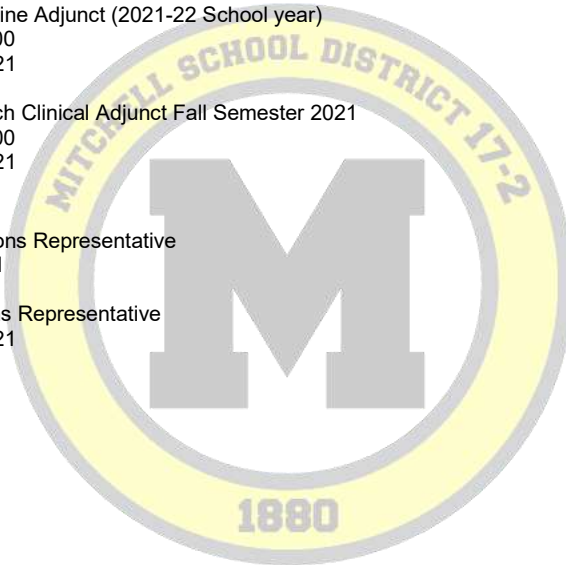 ine Adjunct (2021-22 School year)
00
21
ch Clinical Adjunct Fall Semester 2021
00
21
ons Representative
l
s Representative
21
MITCHELL SCHOOL DISTRICT 17-2
M
1880